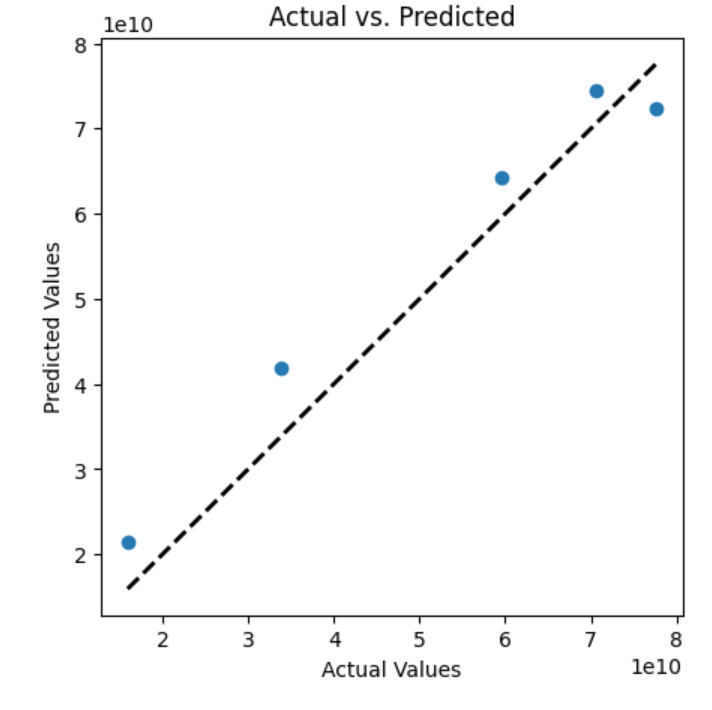 Actual vs. Predicted
1e10
8
7
6
5
4
3
2
Predicted Values
2 3 4 5 6 7 8
Actual Values
1e10